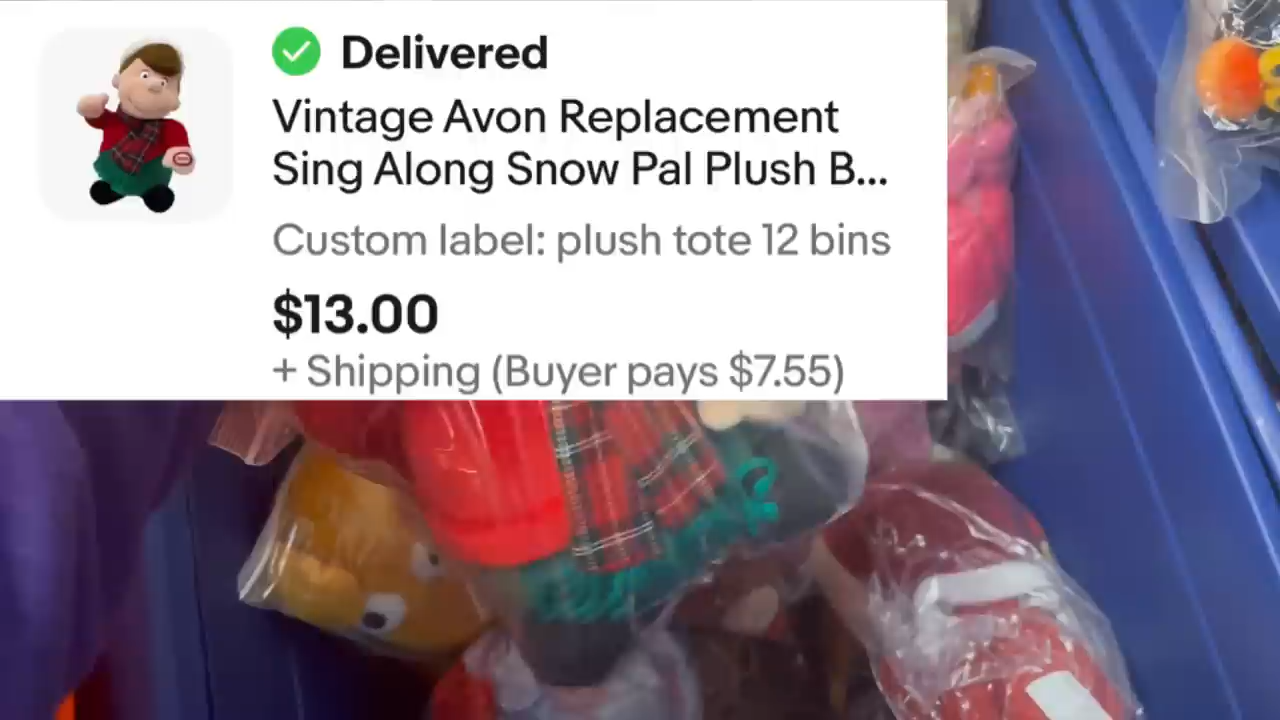 Delivered
Vintage Avon Replacement
Sing Along Snow Pal Plush B...
Custom label: plush tote 12 bins
$13.00
+ Shipping (Buyer pays $7.55)